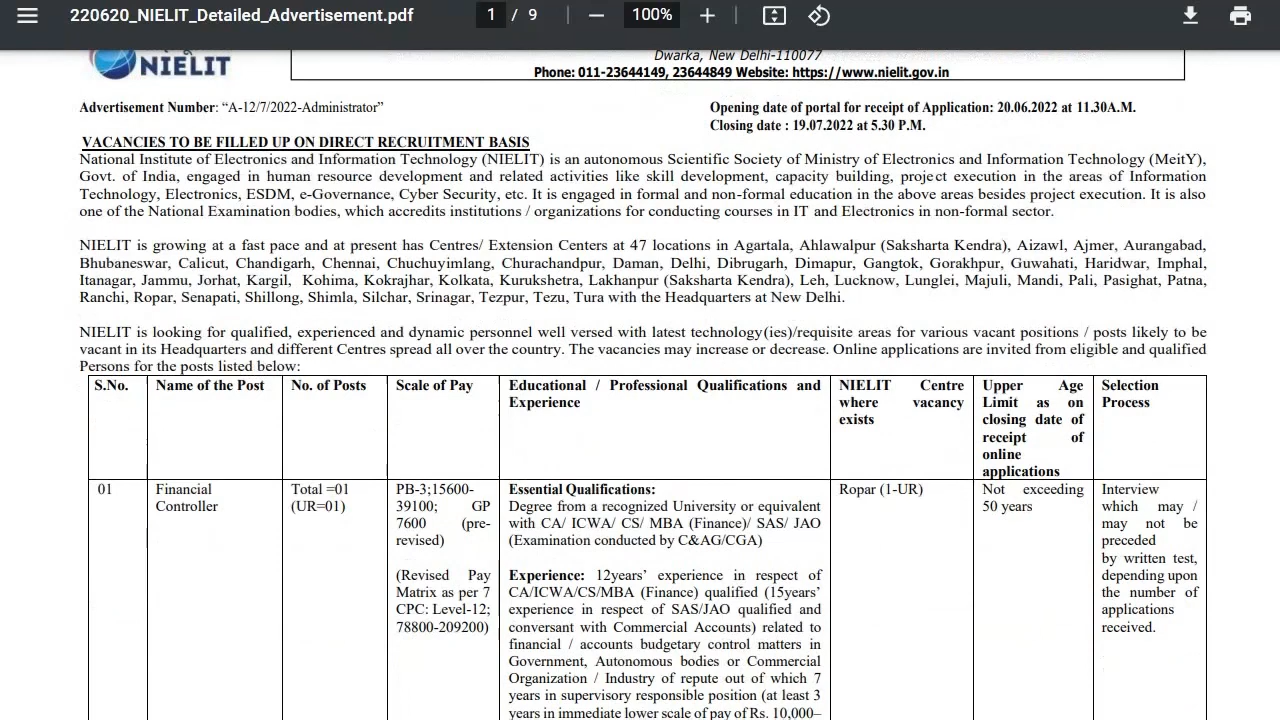 220620_NIELIT_Detailed_Advertisement.pdf
1 / 9
100%
NIELIT
Dwarka, New Delhi-110077
Phone: 011-23644149, 23644849 Website: https://www.nielit.gov.in
Advertisement Number: “A-12/7/2022-Administrator”
Opening date of portal for receipt of Application: 20.06.2022 at 11.30A.M.
Closing date : 19.07.2022 at 5.30 P.M.
VACANCIES TO BE FILLED UP ON DIRECT RECRUITMENT BASIS
National Institute of Electronics and Information Technology (NIELIT) is an autonomous Scientific Society of Ministry of Electronics and Information Technology (MeitY),
Govt. of India, engaged in human resource development and related activities like skill development, capacity building, project execution in the areas of Information
Technology, Electronics, ESDM, e-Governance, Cyber Security, etc. It is engaged in formal and non-formal education in the above areas besides project execution. It is also
one of the National Examination bodies, which accredits institutions / organizations for conducting courses in IT and Electronics in non-formal sector.
NIELIT is growing at a fast pace and at present has Centres/ Extension Centers at 47 locations in Agartala, Ahlawalpur (Saksharta Kendra), Aizawl, Ajmer, Aurangabad,
Bhubaneswar, Calicut, Chandigarh, Chennai, Chuchuyimlang, Churachandpur, Daman, Delhi, Dibrugarh, Dimapur, Gangtok, Gorakhpur, Guwahati, Haridwar, Imphal,
Itanagar, Jammu, Jorhat, Kargil, Kohima, Kokrajhar, Kolkata, Kurukshetra, Lakhanpur (Saksharta Kendra), Leh, Lucknow, Lunglei, Majuli, Mandi, Pali, Pasighat, Patna,
Ranchi, Ropar, Senapati, Shillong, Shimla, Silchar, Srinagar, Tezpur, Tezu, Tura with the Headquarters at New Delhi.
NIELIT is looking for qualified, experienced and dynamic personnel well versed with latest technology(ies)/requisite areas for various vacant positions / posts likely to be
vacant in its Headquarters and different Centres spread all over the country. The vacancies may increase or decrease. Online applications are invited from eligible and qualified
Persons for the posts listed below:
S.No.
Name of the Post
No. of Posts
Scale of Pay
Educational / Professional Qualifications and
Experience
NIELIT Centre
where vacancy
exists
Upper Age
Limit as on
closing date of
receipt of
online
applications
Selection
Process
01
Financial
Controller
Total =01
(UR=01)
PB-3;15600-
39100; GP
7600 (pre-
revised)
(Revised Pay
Matrix as per 7
CPC: Level-12;
78800-209200)
Essential Qualifications:
Degree from a recognized University or equivalent
with CA/ ICWA/ CS/ MBA (Finance)/ SAS/ JAO
(Examination conducted by C&AG/CGA)
Experience: 12years’ experience in respect of
CA/ICWA/CS/MBA (Finance) qualified (15years’
experience in respect of SAS/JAO qualified and
conversant with Commercial Accounts) related to
financial / accounts budgetary control matters in
Government, Autonomous bodies or Commercial
Organization / Industry of repute out of which 7
years in supervisory responsible position (at least 3
years in immediate lower scale of pay of Rs. 10,000–
Ropar (1-UR)
Not exceeding
50 years
Interview
which may /
may not be
preceded
by written test,
depending upon
the number of
applications
received.